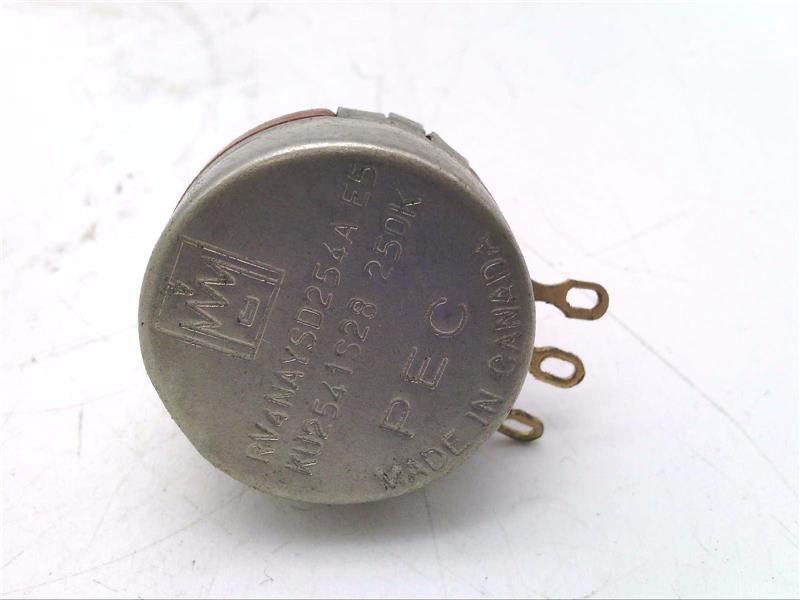 RV4NAYSD254A E5
KU2541S28 250K
PEC
MADE IN CANADA